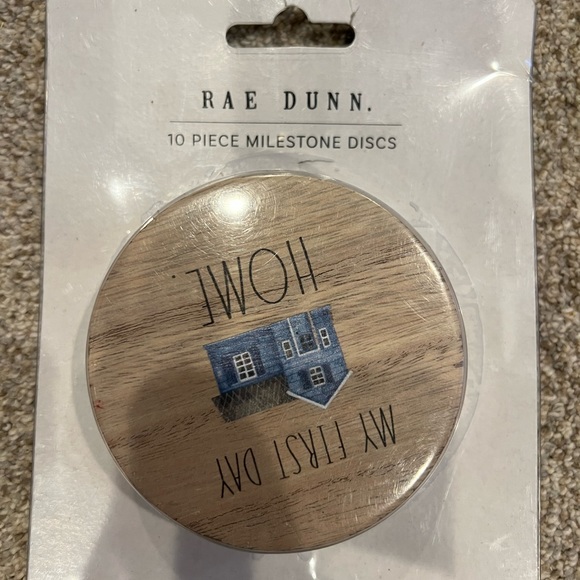 RAE DUNN.
10 PIECE MILESTONE DISCS
MY FIRST DAY
HOME.